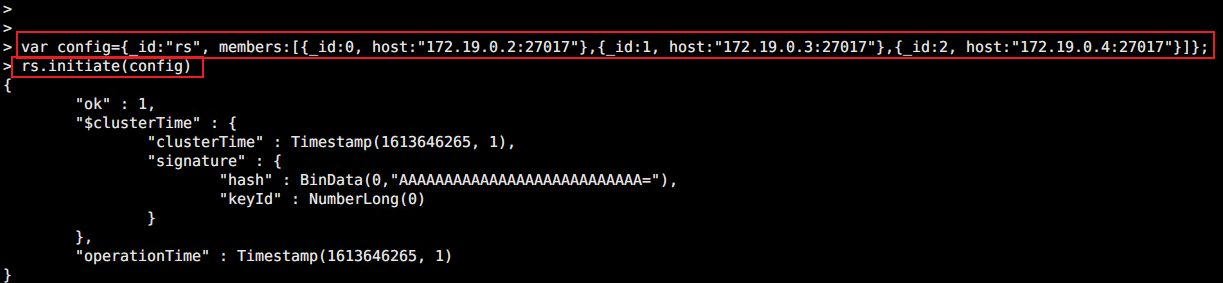 >
>
> var config={_id:"rs", members:[{_id:0, host:"172.19.0.2:27017"},{_id:1, host:"172.19.0.3:27017"},{_id:2, host:"172.19.0.4:27017"}]};
> rs.initiate(config)
{
        "ok" : 1,
        "$clusterTime" : {
                "clusterTime" : Timestamp(1613646265, 1),
                "signature" : {
                        "hash" : BinData(0,"AAAAAAAAAAAAAAAAAAAAAAAAAAA="),
                        "keyId" : NumberLong(0)
                }
        },
        "operationTime" : Timestamp(1613646265, 1)
}